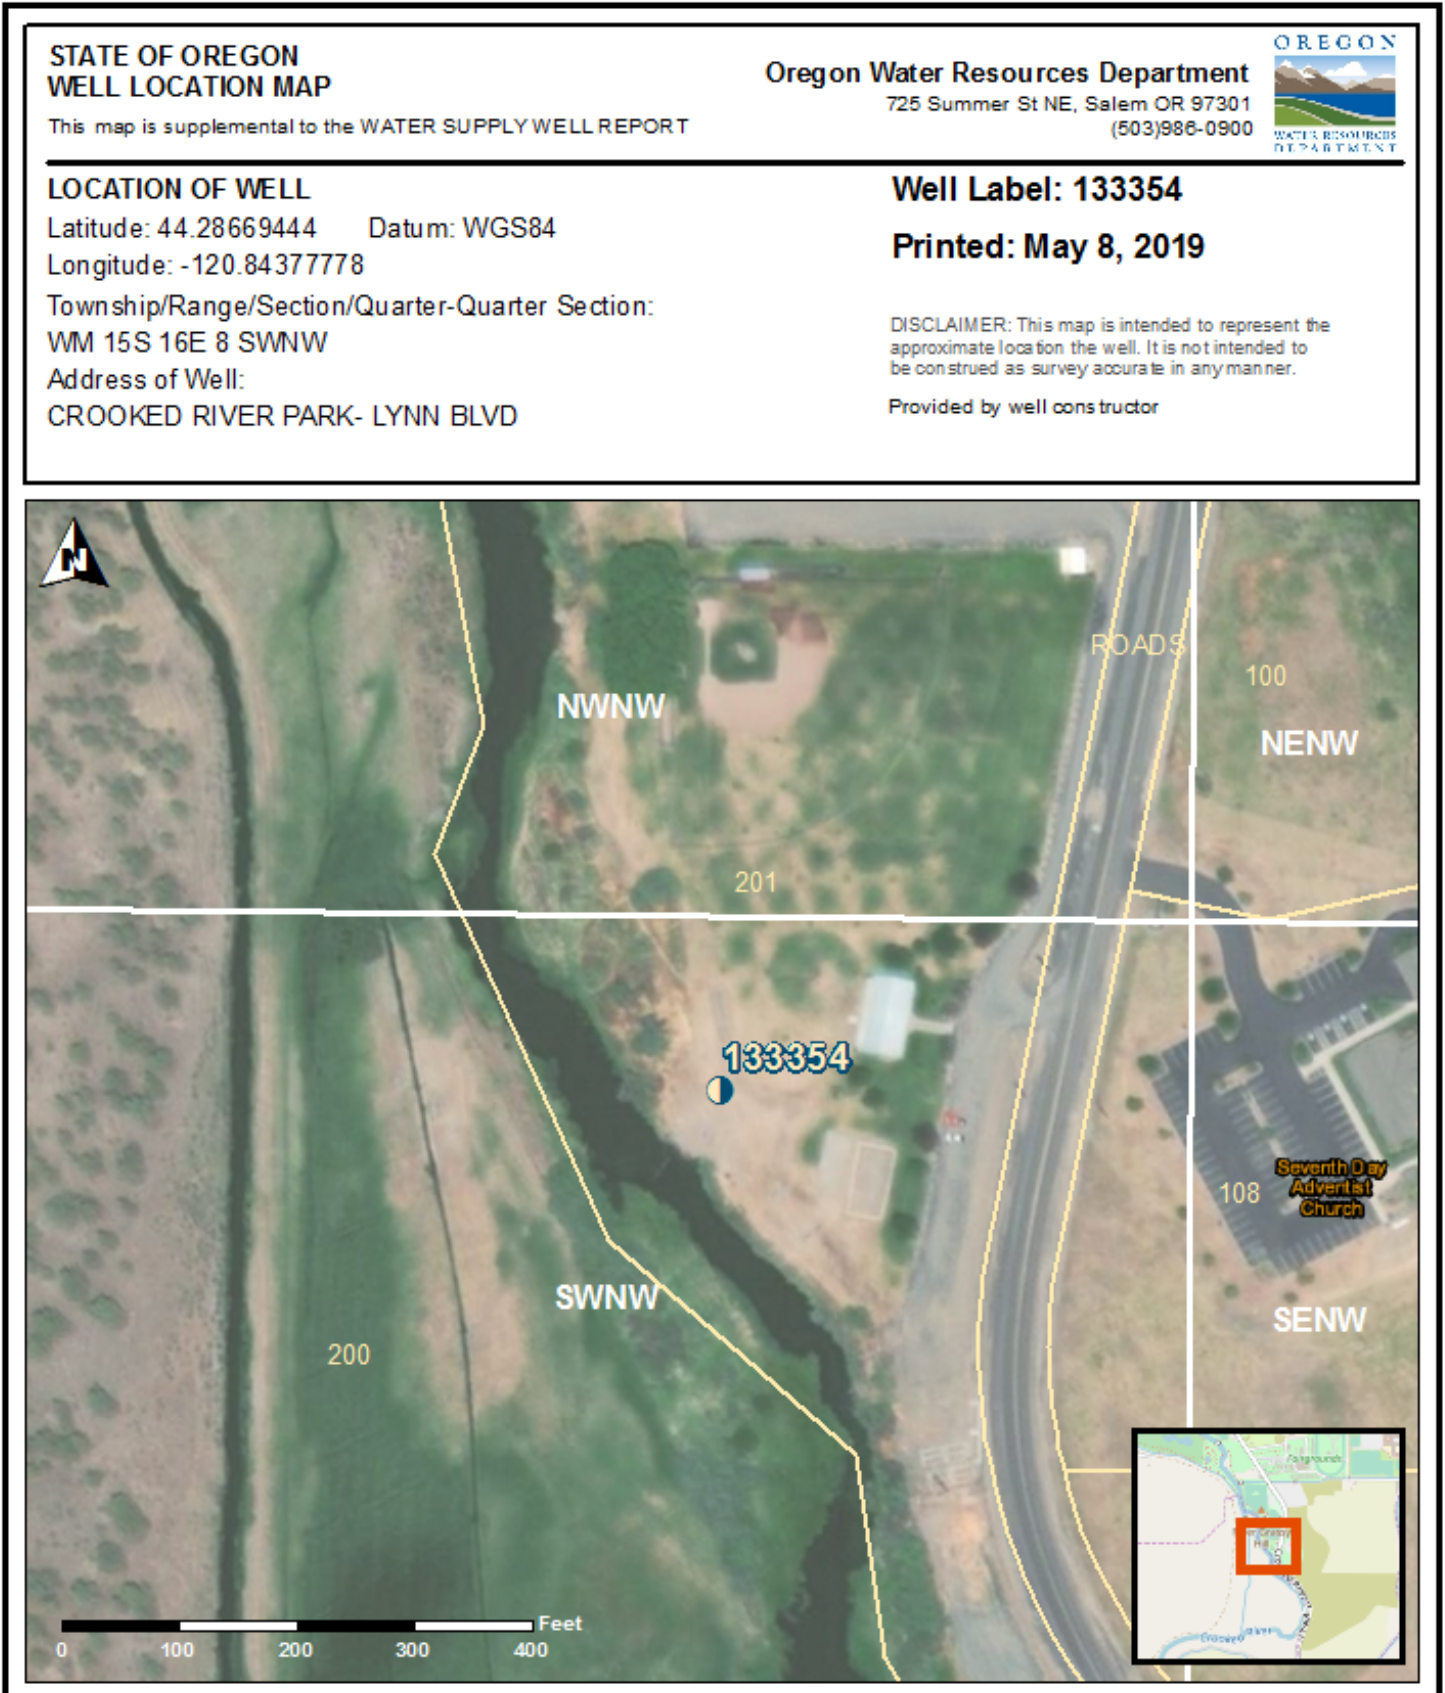 STATE OF OREGON
WELL LOCATION MAP
This map is supplemental to the WATER SUPPLY WELL REPORT
Oregon Water Resources Department
725 Summer St NE, Salem OR 97301
(503)986-0900
OREGON
WATER RESOURCES
DEPARTMENT
LOCATION OF WELL
Latitude: 44.28669444 Datum: WGS84
Longitude: -120.84377778
Township/Range/Section/Quarter-Quarter Section:
WM 15S 16E 8 SWNW
Address of Well:
CROOKED RIVER PARK- LYNN BLVD
Well Label: 133354
Printed: May 8, 2019
DISCLAIMER: This map is intended to represent the
approximate location the well. It is not intended to
be construed as survey accurate in any manner.
Provided by well constructor
N
ROADS
100
NWNW
NENW
201
133354
108
Seventh Day
Adventist
Church
SWNW
SENW
200
Fairgrounds
Crooked River
Feet
0 100 200 300 400